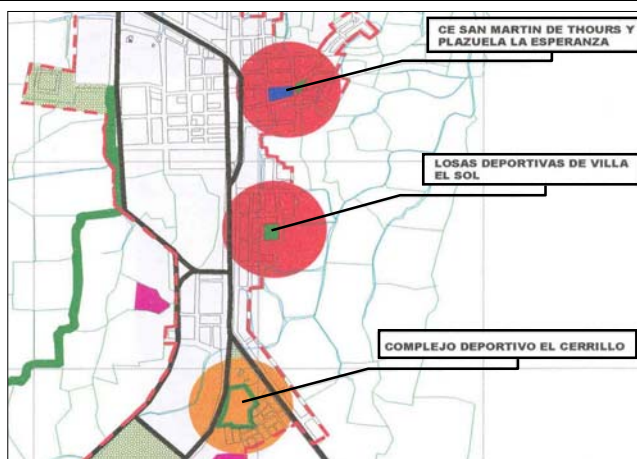 CE SAN MARTIN DE THOURS Y
PLAZUELA LA ESPERANZA
LOSAS DEPORTIVAS DE VILLA
EL SOL
COMPLEJO DEPORTIVO EL CERRILLO